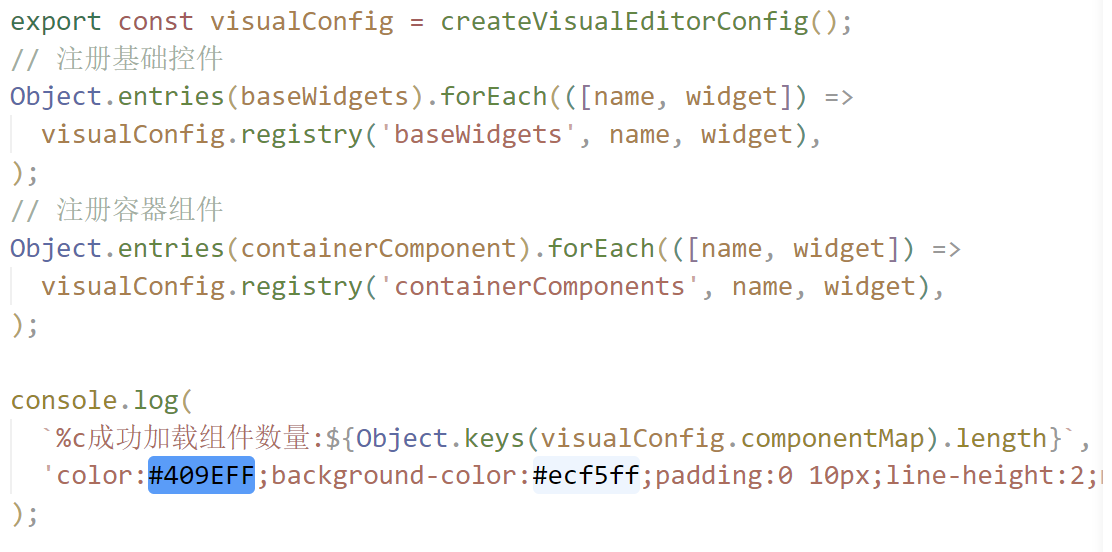 export const visualConfig = createVisualEditorConfig();
// 注册基础控件
Object.entries(baseWidgets).forEach(([name, widget]) =>
  visualConfig.registry('baseWidgets', name, widget),
);
// 注册容器组件
Object.entries(containerComponent).forEach(([name, widget]) =>
  visualConfig.registry('containerComponents', name, widget),
);
console.log(
  `%c成功加载组件数量:${Object.keys(visualConfig.componentMap).length}`,
  'color:#409EFF;background-color:#ecf5ff;padding:0 10px;line-height:2;
);